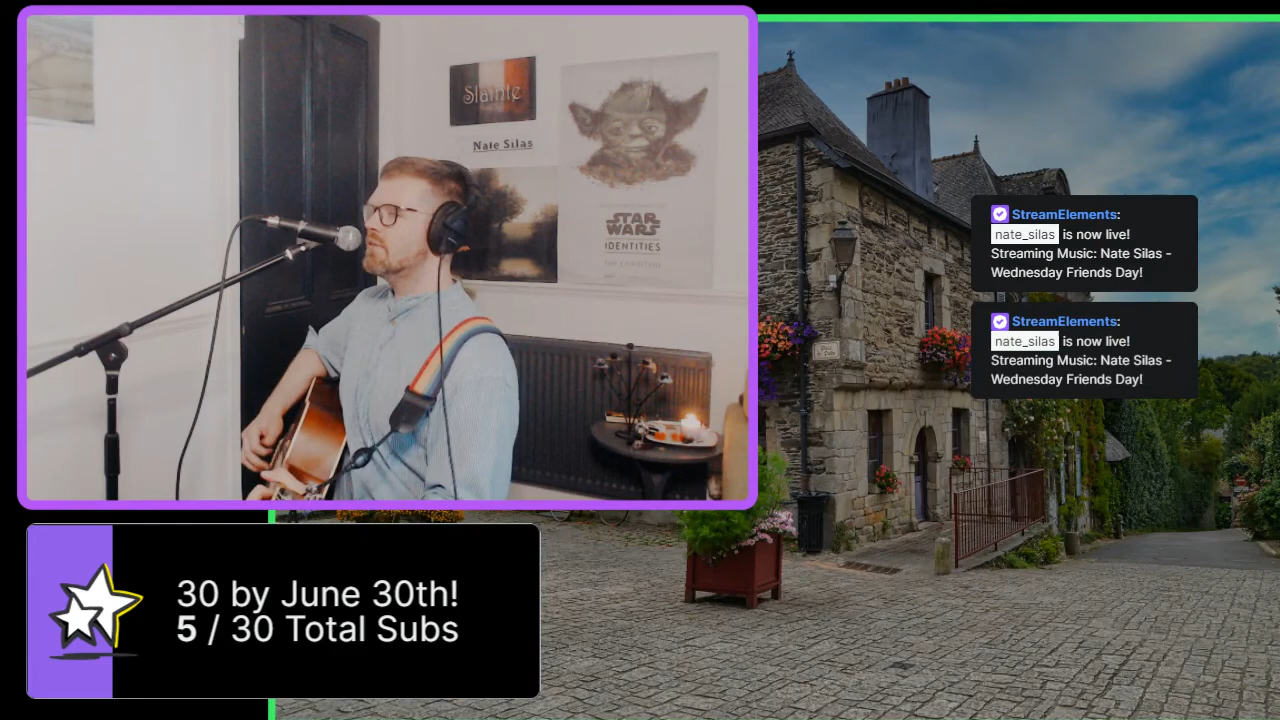 Slainte
Nate Silas
STAR
WARS
IDENTITIES
StreamElements:
nate_silas is now live!
Streaming Music: Nate Silas -
Wednesday Friends Day!
StreamElements:
nate_silas is now live!
Streaming Music: Nate Silas -
Wednesday Friends Day!
30 by June 30th!
5 / 30 Total Subs